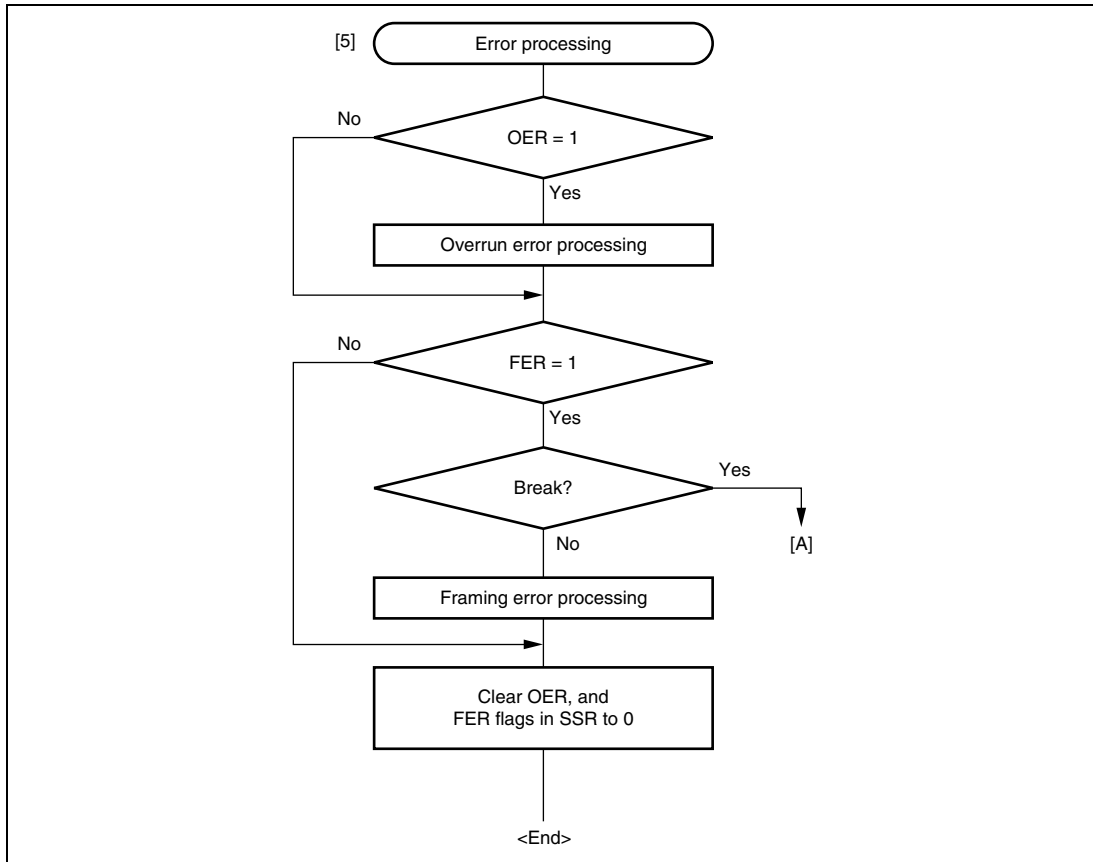 [5] Error processing
No
OER = 1
Yes
Overrun error processing
No
FER = 1
Yes
Break?
Yes
No
[A]
Framing error processing
Clear OER, and
FER flags in SSR to 0
<End>